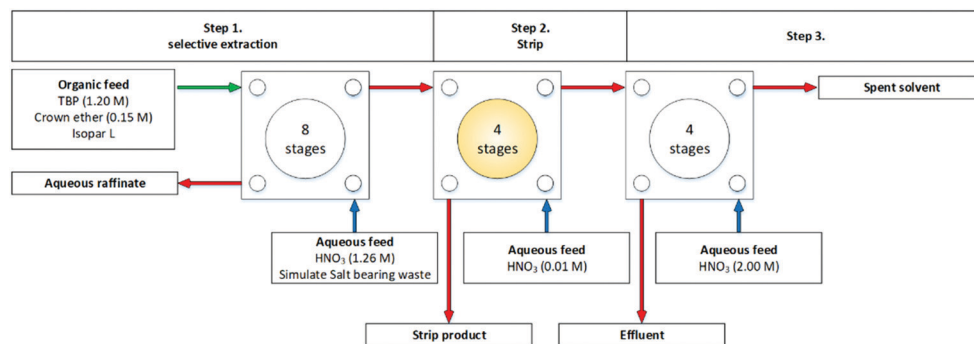 Step 1.
selective extraction
Step 2.
Strip
Step 3.
Organic feed
TBP (1.20 M)
Crown ether (0.15 M)
Isopar L
8
stages
4
stages
4
stages
Spent solvent
Aqueous raffinate
Aqueous feed
HNO₃ (1.26 M)
Simulate Salt bearing waste
Aqueous feed
HNO₃ (0.01 M)
Aqueous feed
HNO₃ (2.00 M)
Strip product
Effluent